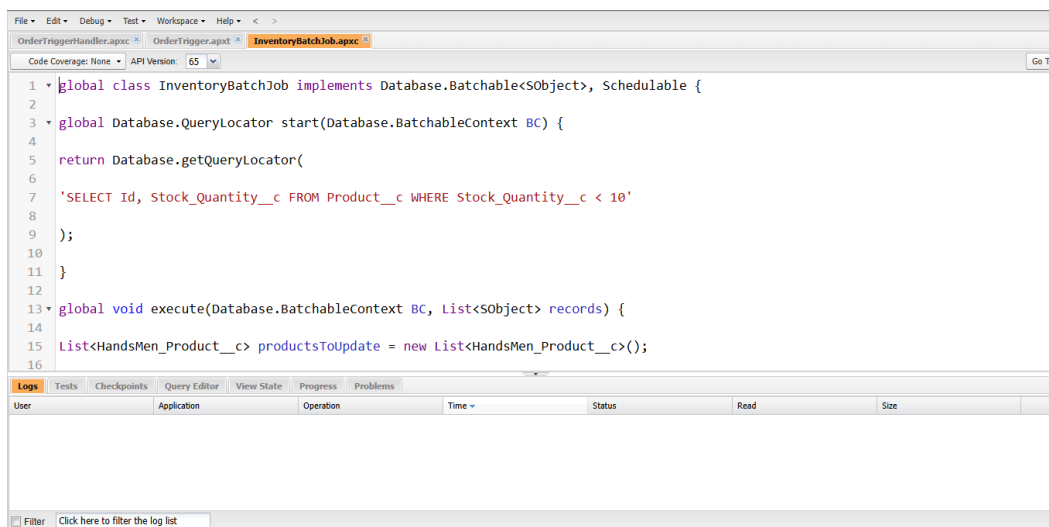 File Edit Debug Test Workspace Help < >
OrderTriggerHandler.apxc OrderTrigger.apxt InventoryBatchJob.apxc
Code Coverage: None API Version: 65 Go T
1 global class InventoryBatchJob implements Database.Batchable<SObject>, Schedulable {
2
3 global Database.QueryLocator start(Database.BatchableContext BC) {
4
5 return Database.getQueryLocator(
6
7 'SELECT Id, Stock_Quantity__c FROM Product__c WHERE Stock_Quantity__c < 10'
8
9 );
10
11 }
12
13 global void execute(Database.BatchableContext BC, List<SObject> records) {
14
15 List<HandsMen_Product__c> productsToUpdate = new List<HandsMen_Product__c>();
16
Logs Tests Checkpoints Query Editor View State Progress Problems
User Application Operation Time Status Read Size
Filter Click here to filter the log list